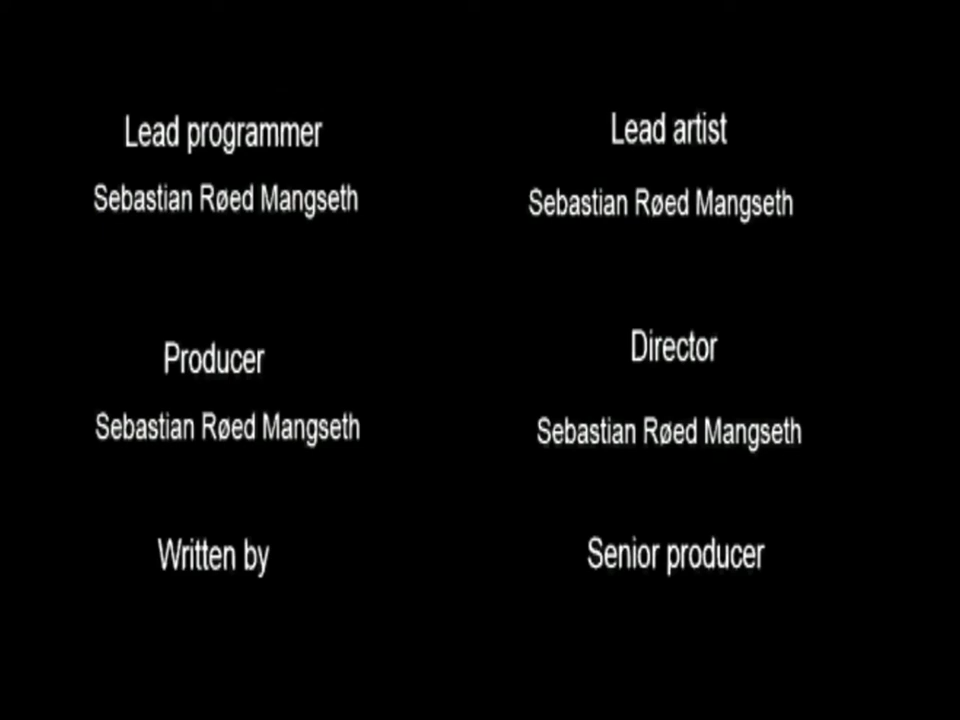 Lead programmer
Sebastian Røed Mangseth
Lead artist
Sebastian Røed Mangseth
Producer
Sebastian Røed Mangseth
Director
Sebastian Røed Mangseth
Written by
Senior producer